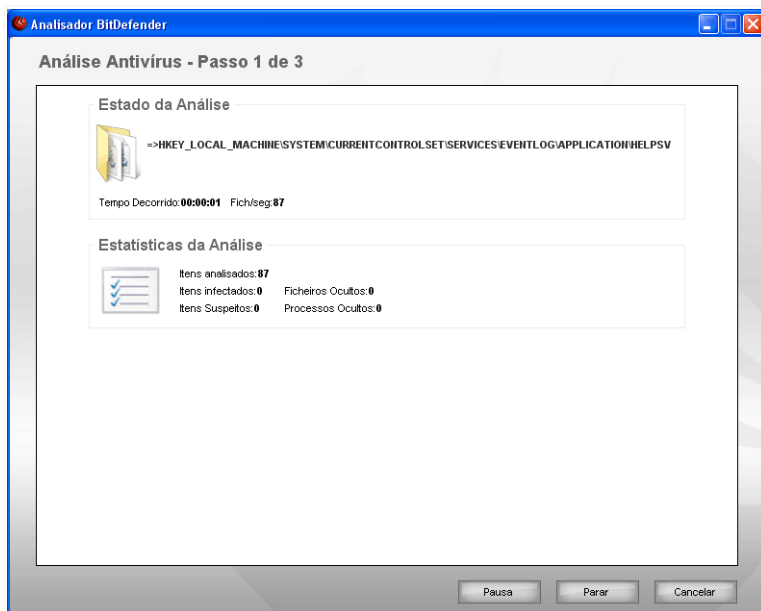 Analisador BitDefender
Análise Antivírus - Passo 1 de 3
Estado da Análise
=>HKEY_LOCAL_MACHINE\SYSTEM\CURRENTCONTROLSET\SERVICES\EVENTLOG\APPLICATION\HELPSV
Tempo Decorrido:00:00:01 Fich/seg:87
Estatísticas da Análise
Itens analisados:87
Itens infectados:0 Ficheiros Ocultos:0
Itens Suspeitos:0 Processos Ocultos:0
Pausa Parar Cancelar